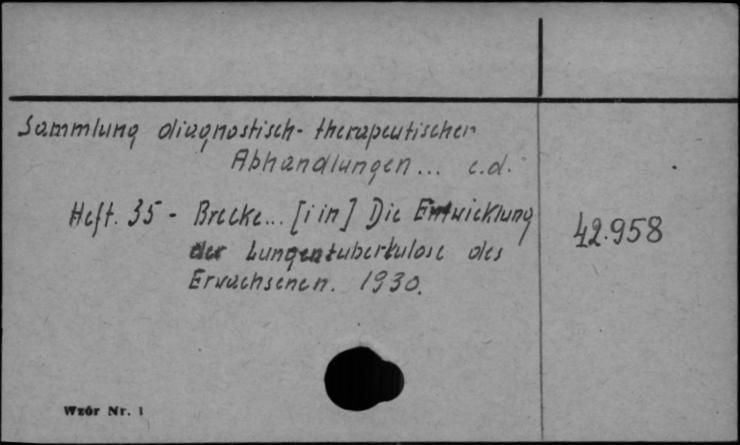 Sammlung diagnostisch-therapeutischer
Abhandlungen... c.d.
Heft. 35 - Brecke... [i in] Die Entwicklung
der Lungentuberkulose des
Erwachsenen. 1930.
42.958
Wzór Nr. 1